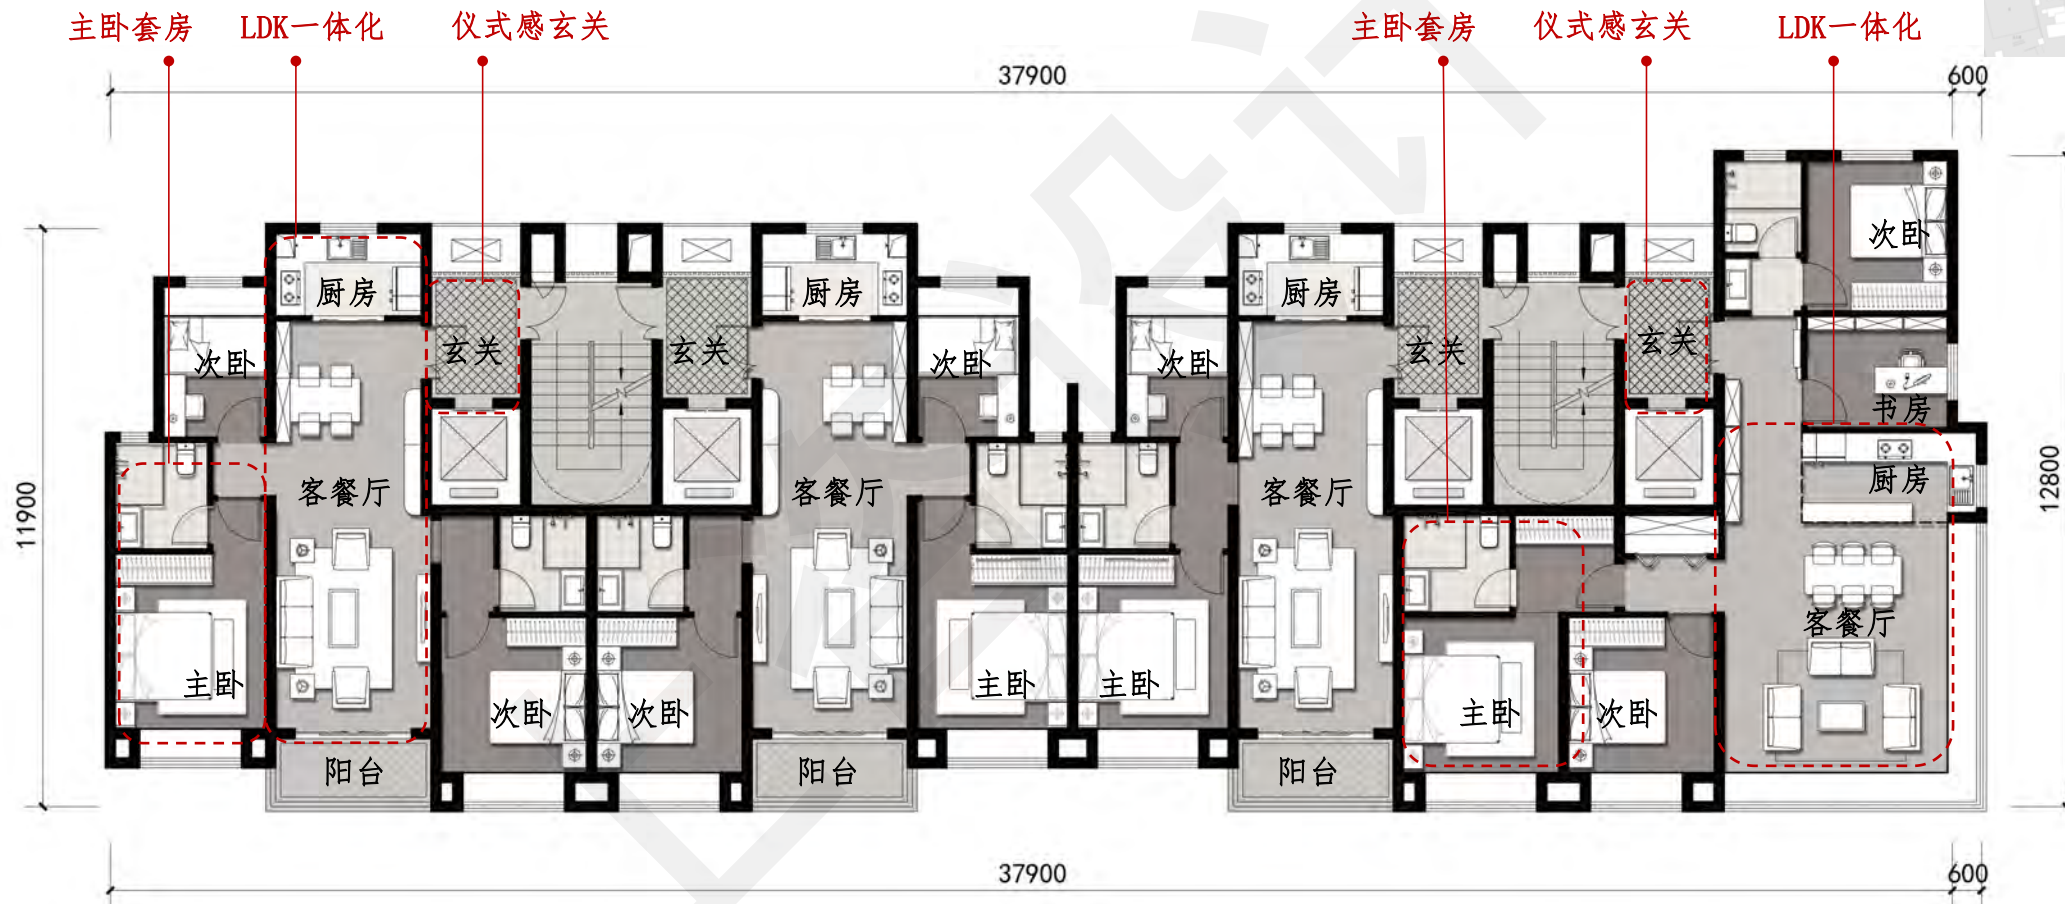 主卧套房 LDK一体化 仪式感玄关 主卧套房 仪式感玄关 LDK一体化
37900 600
次卧
厨房 厨房 厨房
玄关 玄关 玄关 玄关
次卧 次卧 次卧
书房
厨房
客餐厅 客餐厅 客餐厅
11900 12800
客餐厅
主卧 主卧 主卧
次卧 次卧 主卧 次卧
阳台 阳台 阳台
37900 600